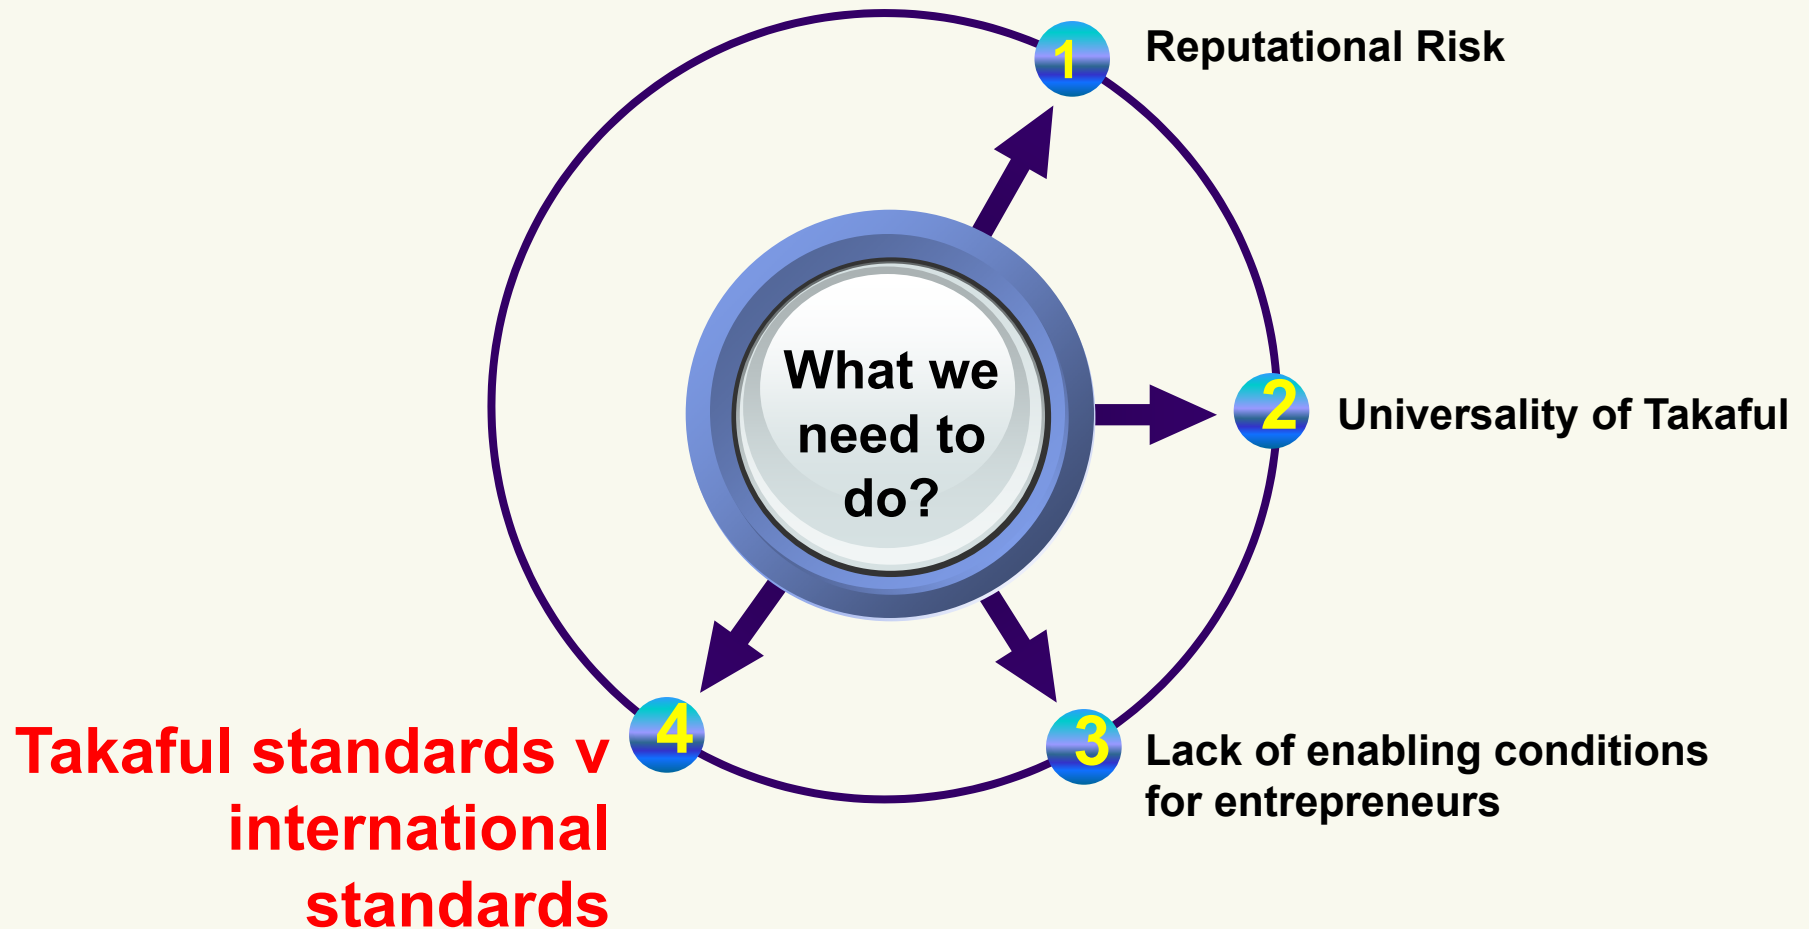 1
Reputational Risk
What we
need to
do?
2
Universality of Takaful
3
Lack of enabling conditions
for entrepreneurs
4
Takaful standards v
international
standards